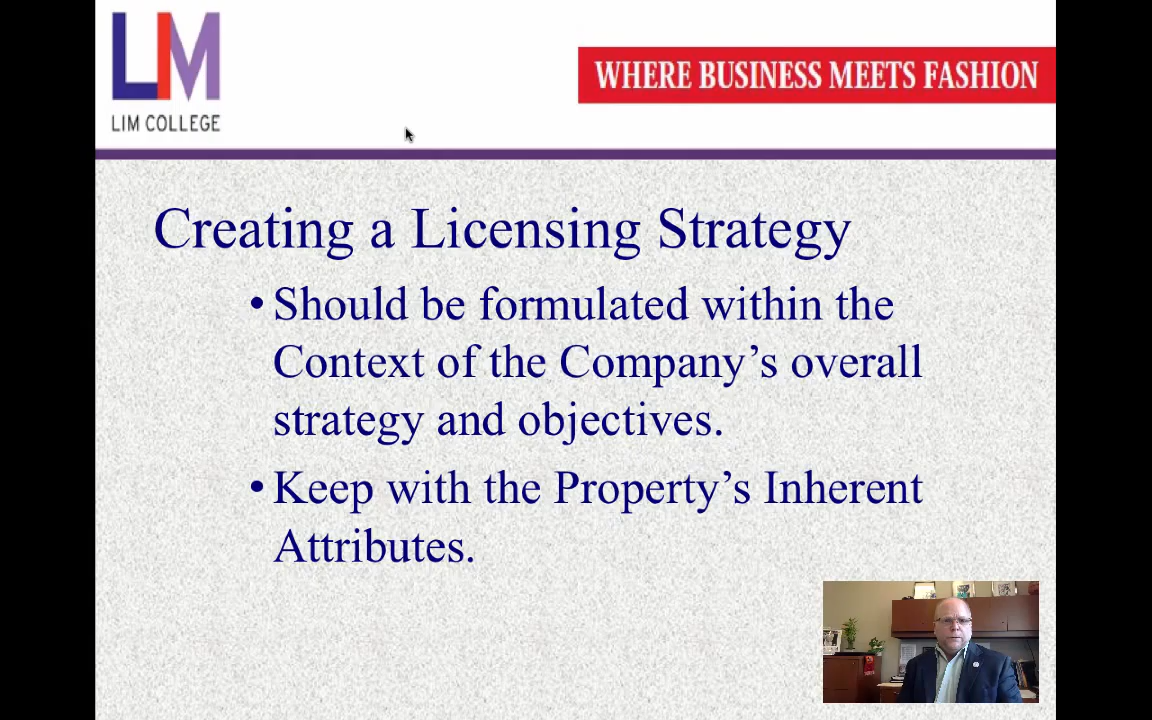 LIM
LIM COLLEGE
WHERE BUSINESS MEETS FASHION
Creating a Licensing Strategy
• Should be formulated within the
Context of the Company’s overall
strategy and objectives.
• Keep with the Property’s Inherent
Attributes.